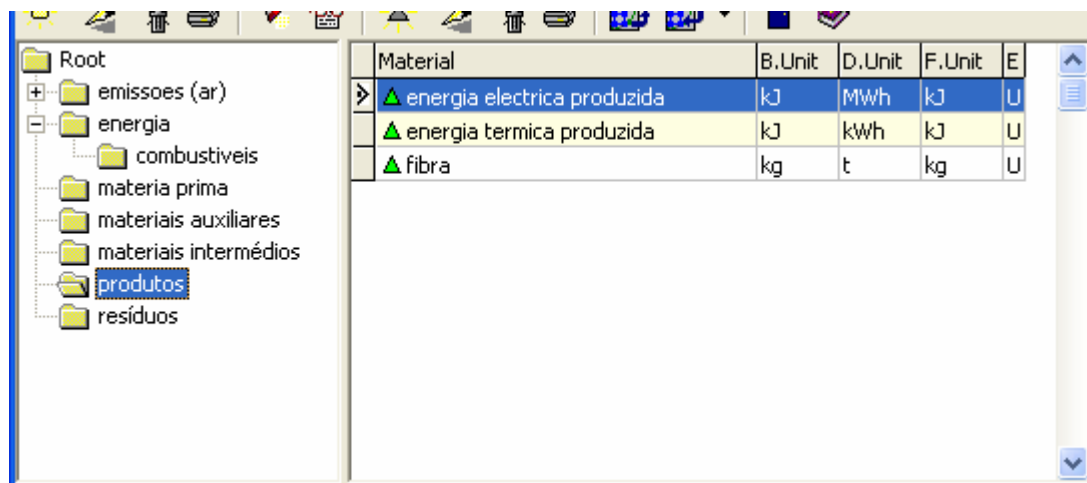 Root
emissoes (ar)
energia
combustiveis
materia prima
materiais auxiliares
materiais intermédios
produtos
resíduos
Material B.Unit D.Unit F.Unit E
energia electrica produzida kJ MWh kJ U
energia termica produzida kJ kWh kJ U
fibra kg t kg U